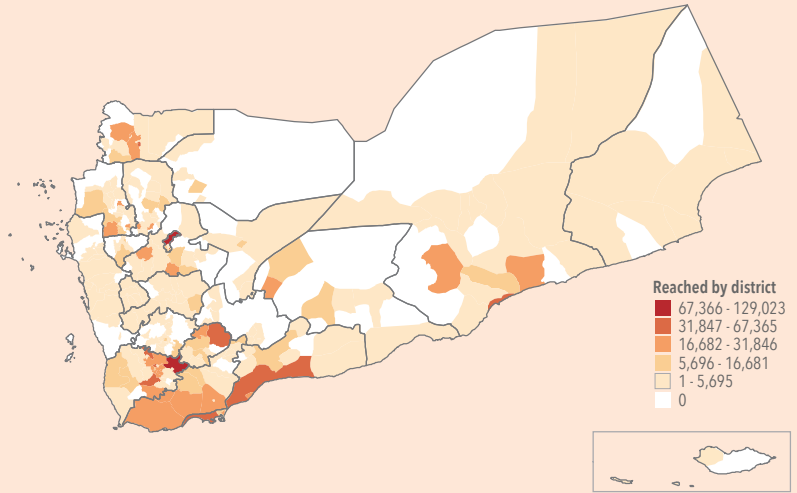 Reached by district
67,366 - 129,023
31,847 - 67,365
16,682 - 31,846
5,696 - 16,681
1 - 5,695
0